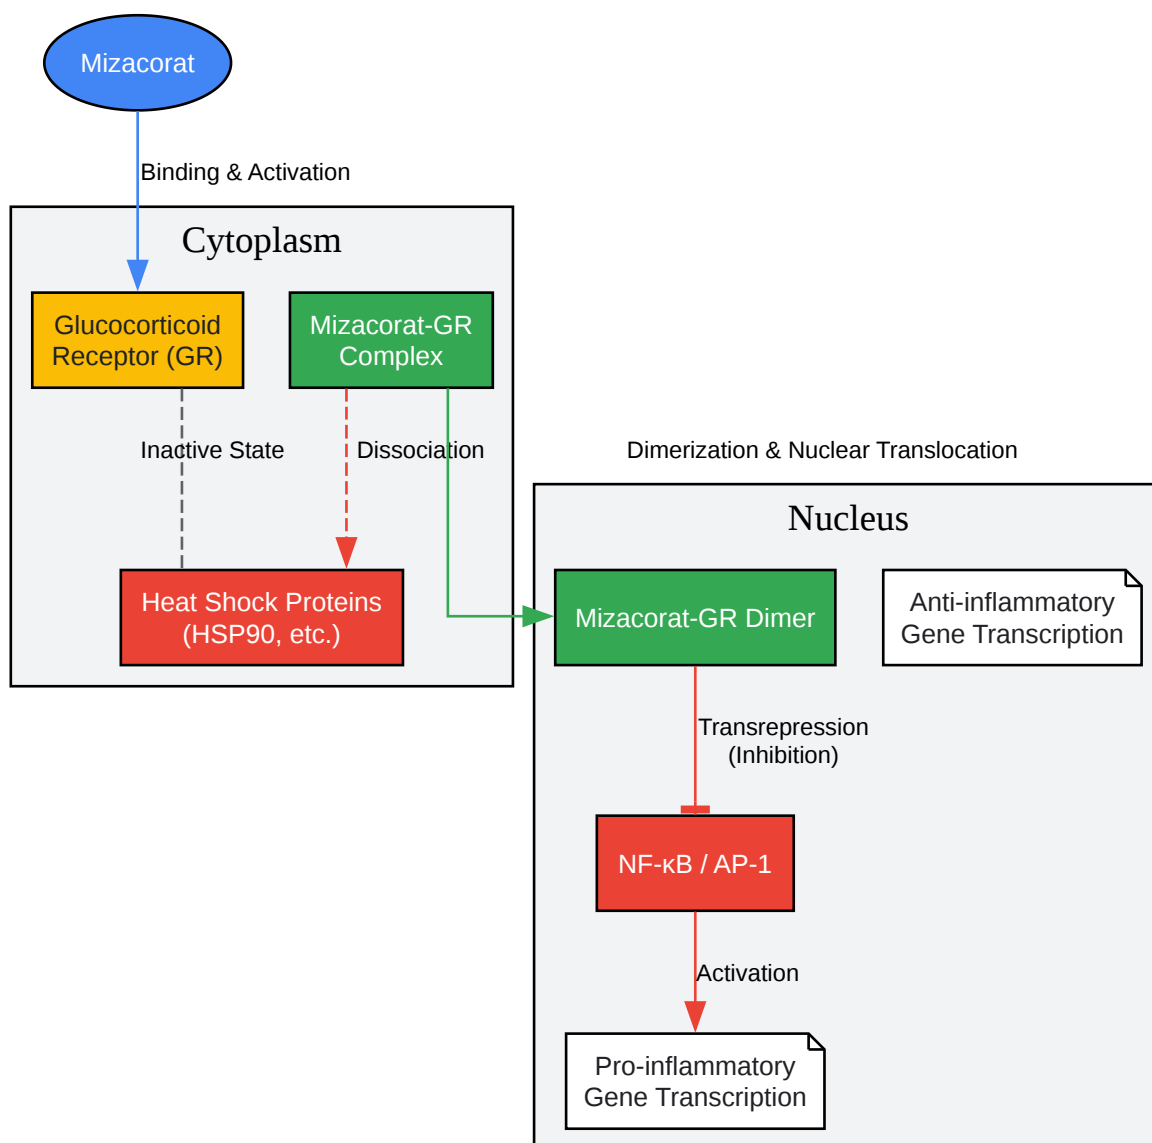 Mizacorat
Binding & Activation
Cytoplasm
Glucocorticoid
Receptor (GR)
Mizacorat-GR
Complex
Inactive State
Dissociation
Dimerization & Nuclear Translocation
Heat Shock Proteins
(HSP90, etc.)
Nucleus
Mizacorat-GR Dimer
Anti-inflammatory
Gene Transcription
Transrepression
(Inhibition)
NF-κB / AP-1
Activation
Pro-inflammatory
Gene Transcription